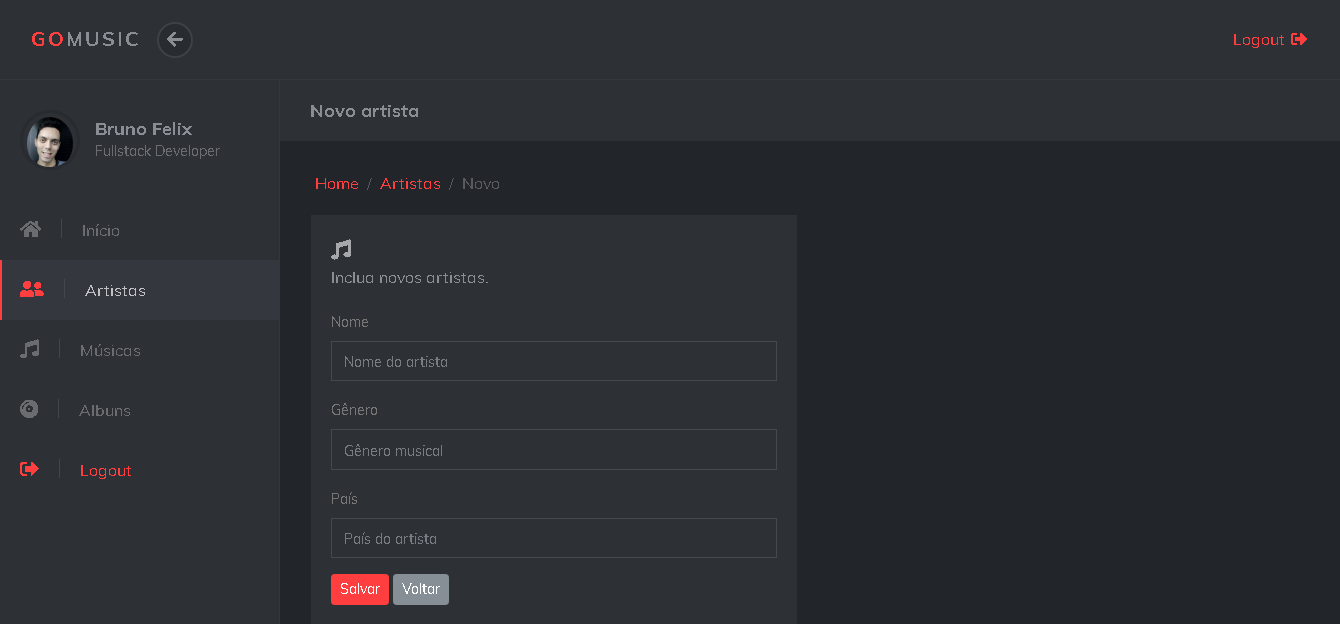 GOMUSIC
Logout
Bruno Felix
Fullstack Developer
Início
Artistas
Músicas
Albuns
Logout
Novo artista
Home / Artistas / Novo
Inclua novos artistas.
Nome
Nome do artista
Gênero
Gênero musical
País
País do artista
Salvar Voltar